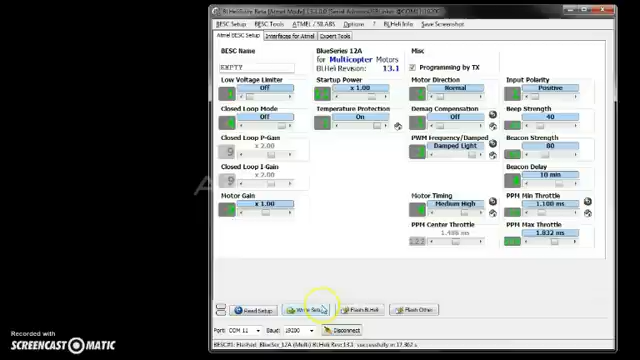 BLHeliSuite
BESC Setup BESC Tools ATMEL / SILABS Options ? BLHeli Info Save Screenshot
Atmel BESC Setup Interfaces for Atmel Expert Tools
BESC Name BlueSeries 12A Misc
EMPTY for Multicopter Motors Programming by TX
BLHeli Revision: 13.1
Low Voltage Limiter Startup Power Motor Direction Input Polarity
Off x 1.00 Normal Positive
Closed Loop Mode Temperature Protection Demag Compensation Beep Strength
Off On Off 40
Closed Loop P-Gain PWM Frequency/Damped Beacon Strength
x 2.00 Damped Light 80
Closed Loop I-Gain Beacon Delay
x 2.00 10 min
Motor Gain Motor Timing PPM Min Throttle
x 1.00 Medium High 1.108 ms
PPM Center Throttle PPM Max Throttle
1.486 ms 1.832 ms
Read Setup Write Setup Flash BLHeli Flash Other
Port: COM 11 Baud: 19200 Disconnect
Recorded with
SCREENCAST MATIC